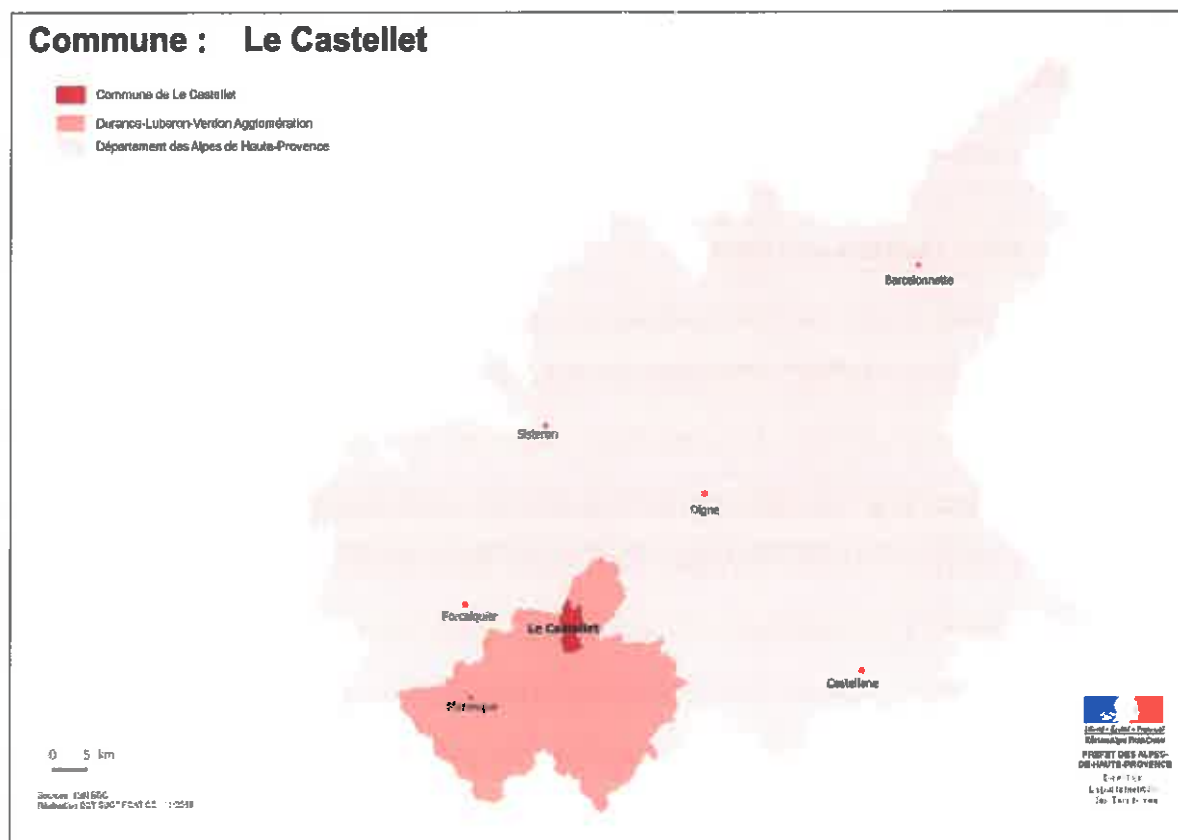 Commune : Le Castellet
Commune de Le Castellet
Durance-Luberon-Verdon Agglomération
Département des Alpes de Haute-Provence
Barcelonnette
Sisteron
Digne
Forcalquier
Le Castellet
Castellane
0 5 km
PREFET DES ALPES-
DE-HAUTE-PROVENCE